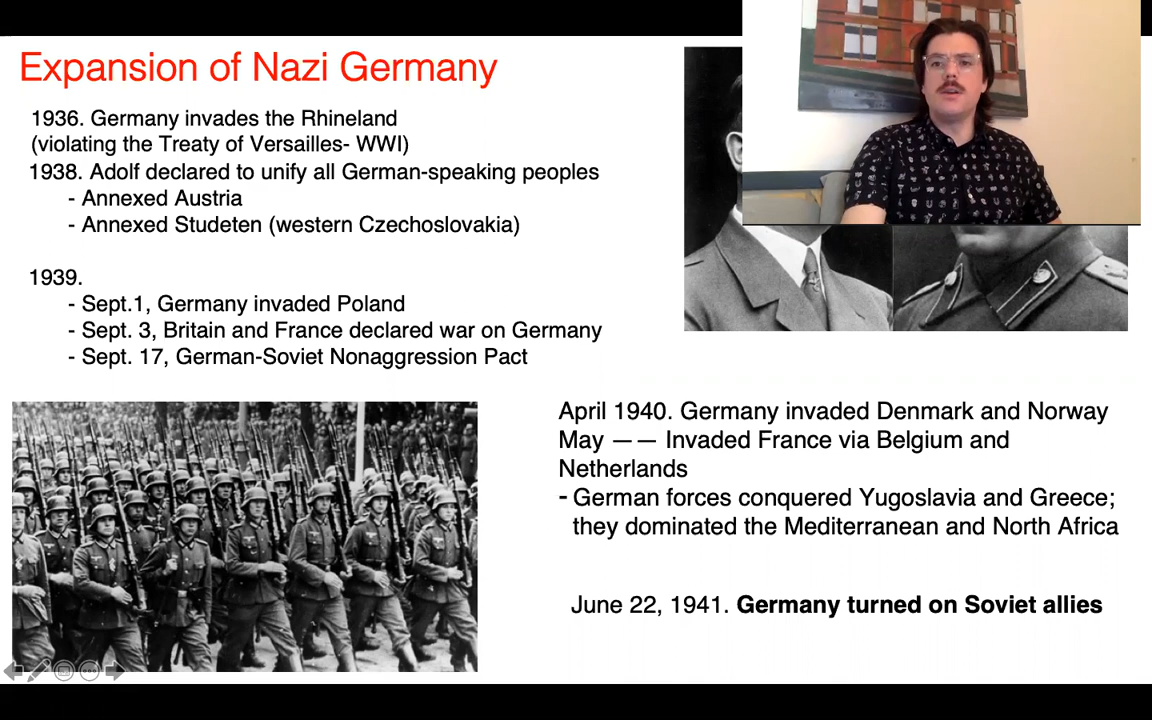 Expansion of Nazi Germany
1936. Germany invades the Rhineland
(violating the Treaty of Versailles- WWI)
1938. Adolf declared to unify all German-speaking peoples
- Annexed Austria
- Annexed Studeten (western Czechoslovakia)
1939.
- Sept.1, Germany invaded Poland
- Sept. 3, Britain and France declared war on Germany
- Sept. 17, German-Soviet Nonaggression Pact
April 1940. Germany invaded Denmark and Norway
May —— Invaded France via Belgium and
Netherlands
- German forces conquered Yugoslavia and Greece;
they dominated the Mediterranean and North Africa
June 22, 1941. Germany turned on Soviet allies